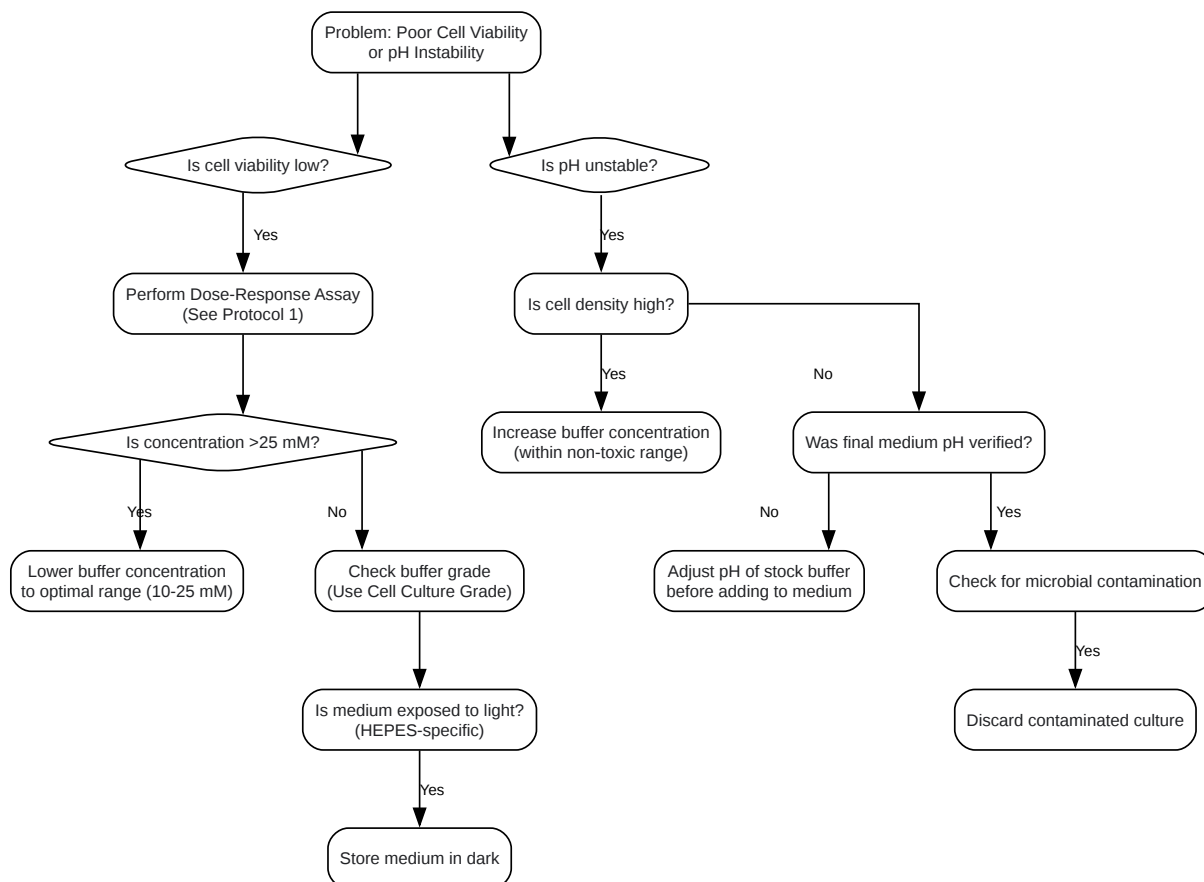 Problem: Poor Cell Viability
or pH Instability
Is cell viability low?
Is pH unstable?
Yes
Yes
Perform Dose-Response Assay
(See Protocol 1)
Is cell density high?
Yes
No
Is concentration >25 mM?
Increase buffer concentration
(within non-toxic range)
Was final medium pH verified?
Yes
No
No
Yes
Lower buffer concentration
to optimal range (10-25 mM)
Check buffer grade
(Use Cell Culture Grade)
Adjust pH of stock buffer
before adding to medium
Check for microbial contamination
Yes
Is medium exposed to light?
(HEPES-specific)
Discard contaminated culture
Yes
Store medium in dark